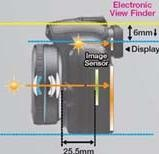 Electronic
View Finder
6mm
Display
Image
Sensor
25.5mm